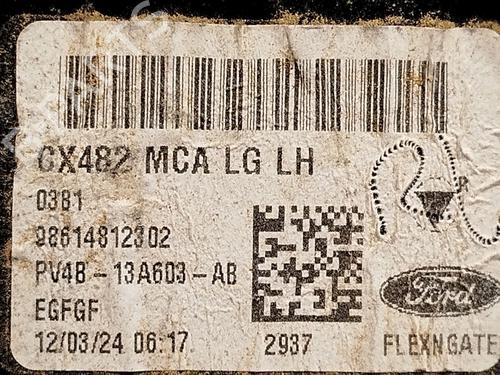 CX482 MCA LG LH
0381
98614812302
PV4B-13A603-AB
EGFGF
12/03/24 06:17
2937
R
Ford
FLEXNGATE